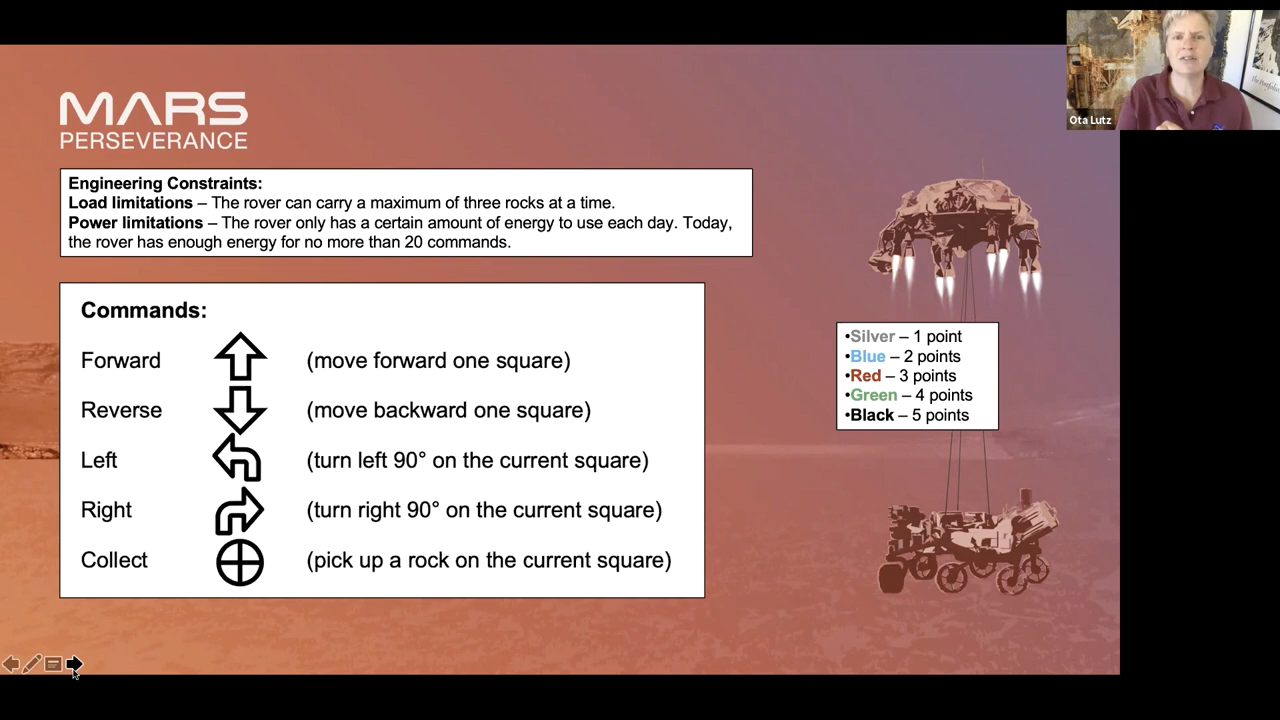 MARS
PERSEVERANCE
Engineering Constraints:
Load limitations – The rover can carry a maximum of three rocks at a time.
Power limitations – The rover only has a certain amount of energy to use each day. Today,
the rover has enough energy for no more than 20 commands.
Commands:
Forward (move forward one square)
Reverse (move backward one square)
Left (turn left 90° on the current square)
Right (turn right 90° on the current square)
Collect (pick up a rock on the current square)
•Silver – 1 point
•Blue – 2 points
•Red – 3 points
•Green – 4 points
•Black – 5 points
Ota Lutz